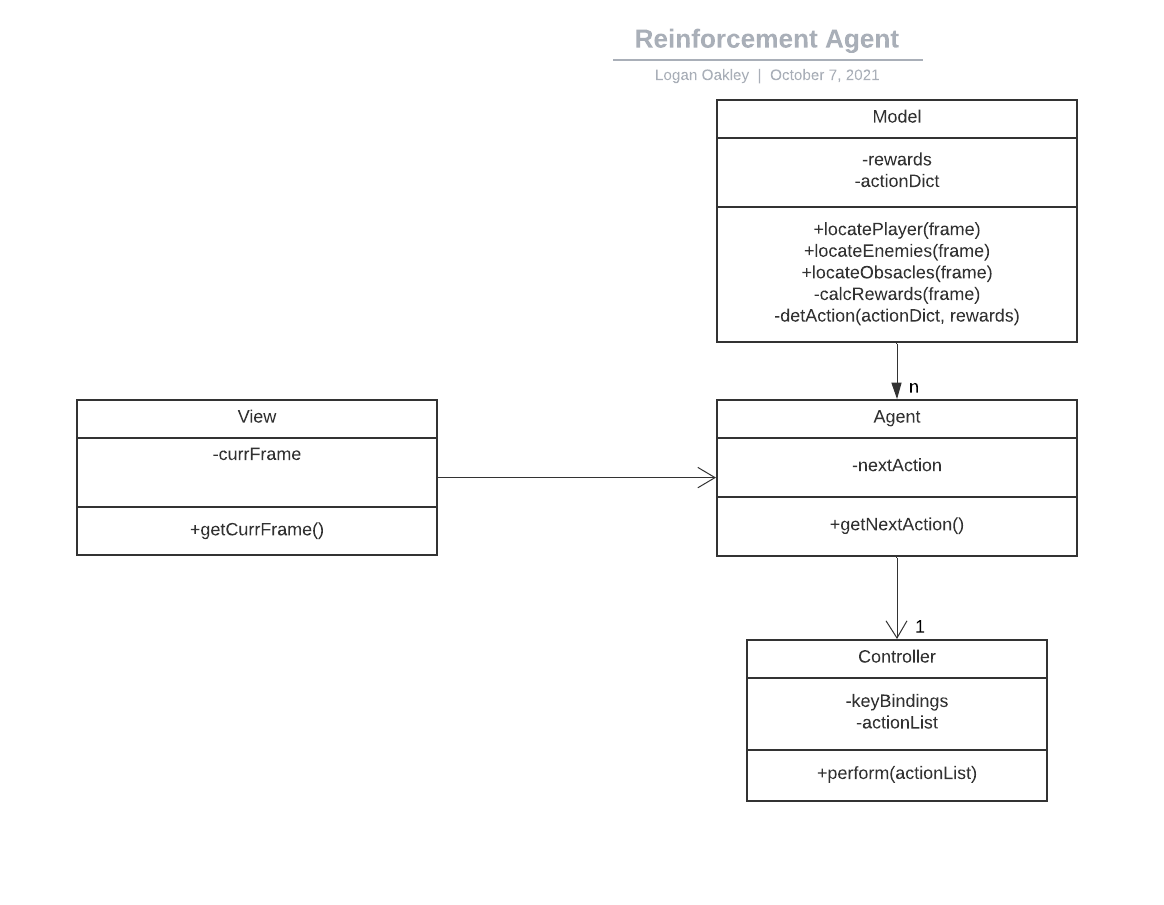 Reinforcement Agent
Logan Oakley | October 7, 2021
Model
-rewards
-actionDict
+locatePlayer(frame)
+locateEnemies(frame)
+locateObsacles(frame)
-calcRewards(frame)
-detAction(actionDict, rewards)
n
View
-currFrame
+getCurrFrame()
Agent
-nextAction
+getNextAction()
1
Controller
-keyBindings
-actionList
+perform(actionList)